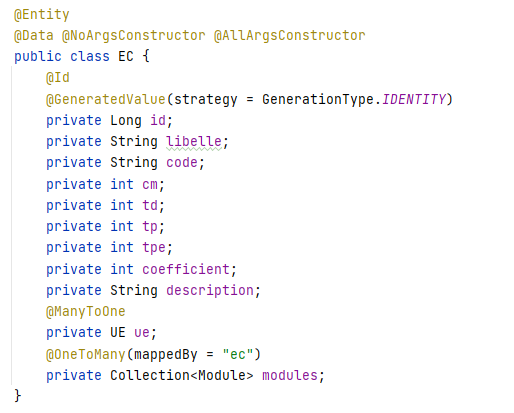 @Entity
@Data @NoArgsConstructor @AllArgsConstructor
public class EC {
    @Id
    @GeneratedValue(strategy = GenerationType.IDENTITY)
    private Long id;
    private String libelle;
    private String code;
    private int cm;
    private int td;
    private int tp;
    private int tpe;
    private int coefficient;
    private String description;
    @ManyToOne
    private UE ue;
    @OneToMany(mappedBy = "ec")
    private Collection<Module> modules;
}